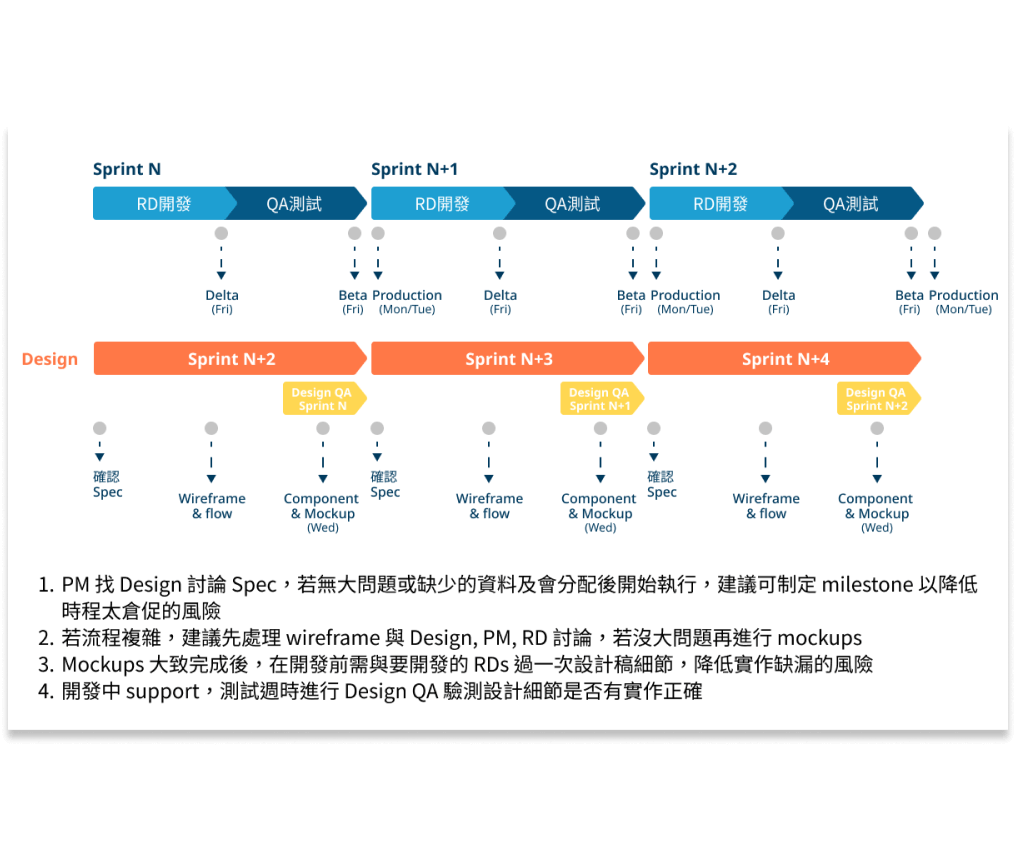 Sprint N
Sprint N+1
Sprint N+2
RD開發
QA測試
RD開發
QA測試
RD開發
QA測試
Delta
(Fri)
Beta
(Fri)
Production
(Mon/Tue)
Delta
(Fri)
Beta
(Fri)
Production
(Mon/Tue)
Delta
(Fri)
Beta
(Fri)
Production
(Mon/Tue)
Design
Sprint N+2
Sprint N+3
Sprint N+4
Design QA
Sprint N
Design QA
Sprint N+1
Design QA
Sprint N+2
確認
Spec
Wireframe
& flow
Component
& Mockup
(Wed)
確認
Spec
Wireframe
& flow
Component
& Mockup
(Wed)
確認
Spec
Wireframe
& flow
Component
& Mockup
(Wed)
1. PM 找 Design 討論 Spec，若無大問題或缺少的資料及會分配後開始執行，建議可制定 milestone 以降低
時程太倉促的風險
2. 若流程複雜，建議先處理 wireframe 與 Design, PM, RD 討論，若沒大問題再進行 mockups
3. Mockups 大致完成後，在開發前需與要開發的 RDs 過一次設計稿細節，降低實作缺漏的風險
4. 開發中 support，測試週時進行 Design QA 驗測設計細節是否有實作正確